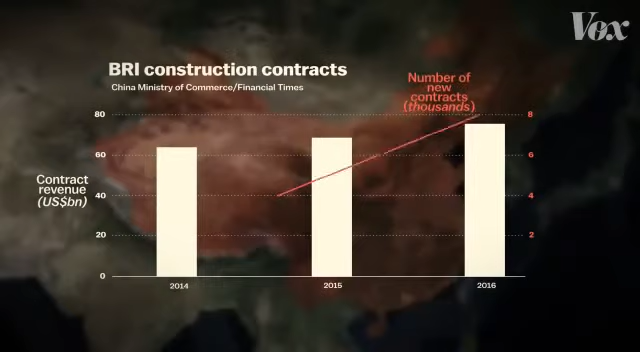 Vox
BRI construction contracts
China Ministry of Commerce/Financial Times
Number of
new
contracts
(thousands)
Contract
revenue
(US$bn)
80
60
40
20
0
8
6
4
2
2014
2015
2016